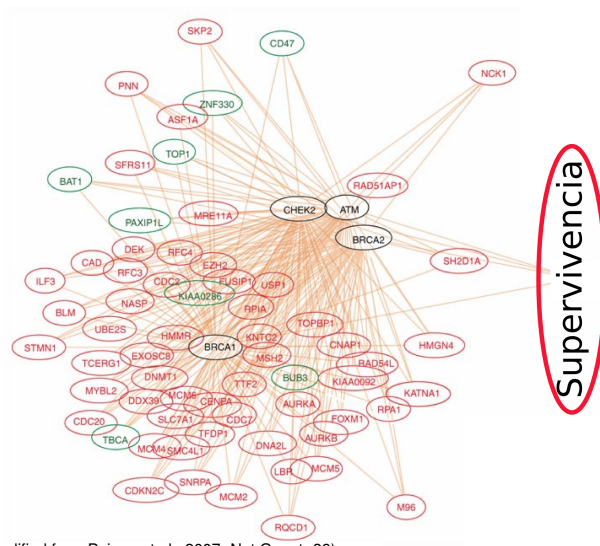 SKP2
CD47
NCK1
PNN
ZNF330
ASF1A
TOP1
SFRS11
BAT1
RAD51AP1
CHEK2
ATM
MRE11A
PAXIP1L
BRCA2
DEK
RFC4
CAD
EZH2
SH2D1A
RFC3
ILF3
CDC2
FUSIP1
USP1
KIAA0286
NASP
RPIA
BLM
UBE2S
TOPBP1
HMMR
KNTC2
STMN1
BRCA1
CNAP1
HMGN4
EXOSC8
MSH2
TCERG1
RAD54L
DNMT1
BUB3
KIAA0092
TTF2
MYBL2
MCM6
KATNA1
DDX39
CENPA
AURKA
RPA1
CDC20
SLC7A1
CDC7
FOXM1
TBCA
TFDP1
AURKB
MCM4
SMC4L1
DNA2L
LBR
MCM5
CDKN2C
SNRPA
MCM2
M96
RQCD1
Supervivencia